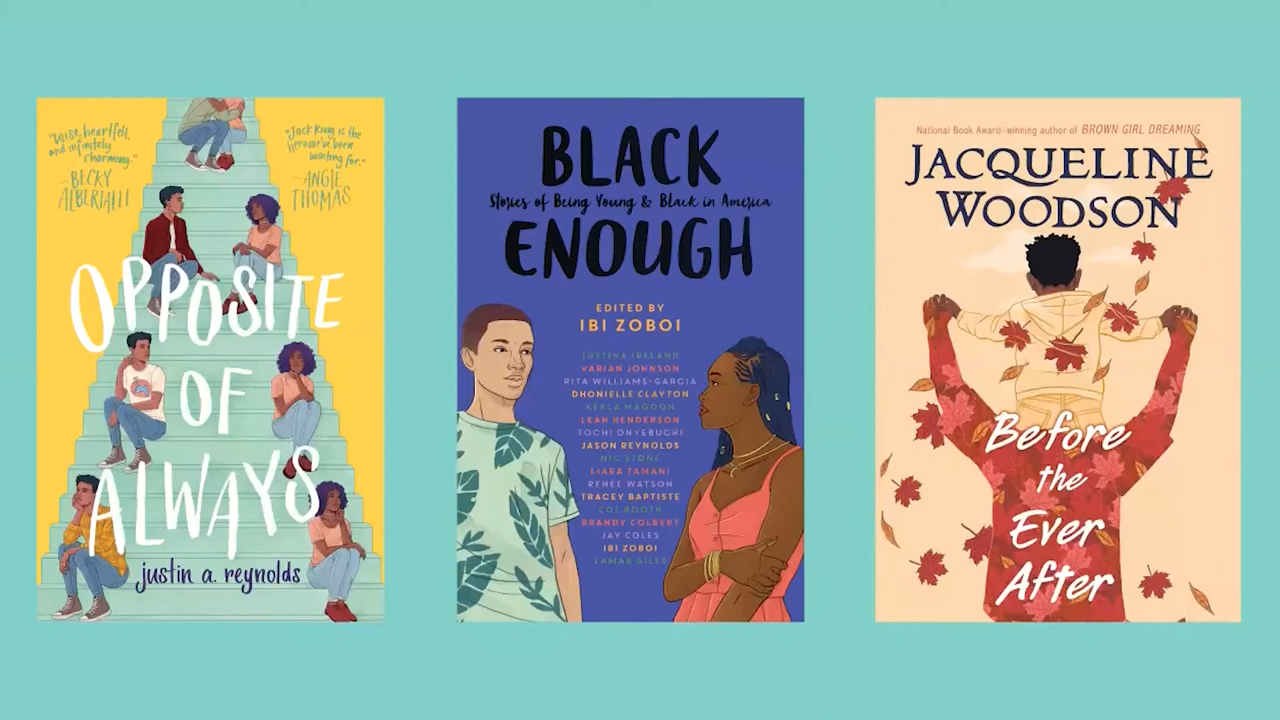 "Wise, heartfelt,
and infinitely
charming."
—BECKY
ALBERTALLI
"Jack King is the
hero we've been
waiting for."
—ANGIE
THOMAS
OPPOSITE
OF
ALWAYS
justin a. reynolds
BLACK
Stories of Being Young & Black in America
ENOUGH
EDITED BY
IBI ZOBOI
JUSTINA IRELAND
VARIAN JOHNSON
RITA WILLIAMS-GARCIA
DHONIELLE CLAYTON
KEKLA MAGOON
LEAH HENDERSON
TOCHI ONYEBUCHI
JASON REYNOLDS
NIC STONE
LIARA TAMANI
RENÉE WATSON
TRACEY BAPTISTE
COE BOOTH
BRANDY COLBERT
JAY COLES
IBI ZOBOI
LAMAR GILES
National Book Award–winning author of BROWN GIRL DREAMING
JACQUELINE
WOODSON
Before
the
Ever
After